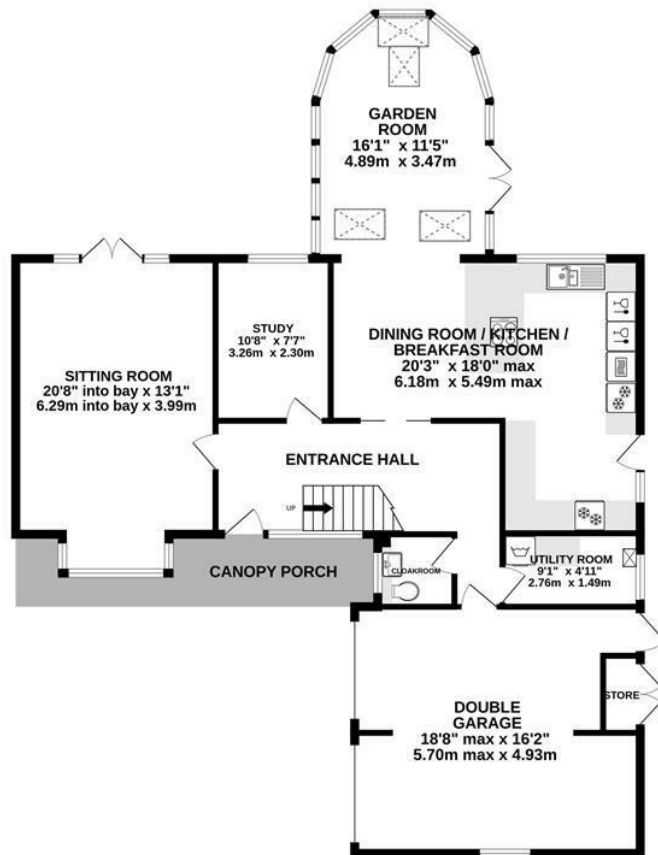 GARDEN
ROOM
16'1" x 11'5"
4.89m x 3.47m
STUDY
10'8" x 7'7"
3.26m x 2.30m
DINING ROOM / KITCHEN /
BREAKFAST ROOM
20'3" x 18'0" max
6.18m x 5.49m max
SITTING ROOM
20'8" into bay x 13'1"
6.29m into bay x 3.99m
ENTRANCE HALL
UP
CANOPY PORCH
CLOAKROOM
UTILITY ROOM
9'1" x 4'11"
2.76m x 1.49m
STORE
DOUBLE
GARAGE
18'8" max x 16'2"
5.70m max x 4.93m